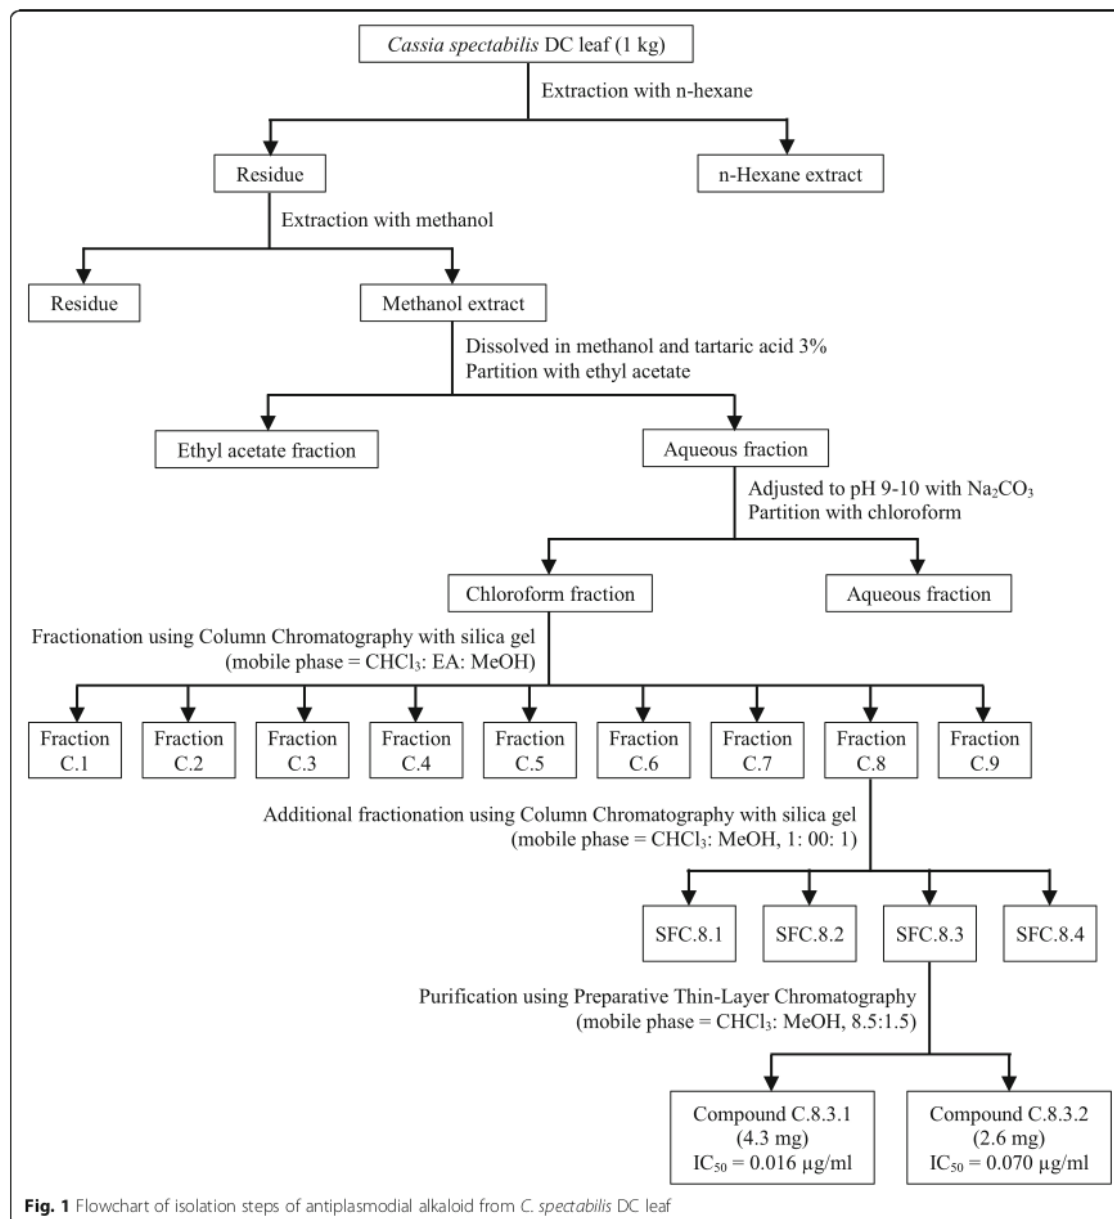 Cassia spectabilis DC leaf (1 kg)
Extraction with n-hexane
Residue
n-Hexane extract
Extraction with methanol
Residue
Methanol extract
Dissolved in methanol and tartaric acid 3%
Partition with ethyl acetate
Ethyl acetate fraction
Aqueous fraction
Adjusted to pH 9-10 with Na₂CO₃
Partition with chloroform
Chloroform fraction
Aqueous fraction
Fractionation using Column Chromatography with silica gel
(mobile phase = CHCl₃: EA: MeOH)
Fraction
C.1
Fraction
C.2
Fraction
C.3
Fraction
C.4
Fraction
C.5
Fraction
C.6
Fraction
C.7
Fraction
C.8
Fraction
C.9
Additional fractionation using Column Chromatography with silica gel
(mobile phase = CHCl₃: MeOH, 1: 00: 1)
SFC.8.1
SFC.8.2
SFC.8.3
SFC.8.4
Purification using Preparative Thin-Layer Chromatography
(mobile phase = CHCl₃: MeOH, 8.5:1.5)
Compound C.8.3.1
(4.3 mg)
IC₅₀ = 0.016 µg/ml
Compound C.8.3.2
(2.6 mg)
IC₅₀ = 0.070 µg/ml
Fig. 1 Flowchart of isolation steps of antiplasmodial alkaloid from C. spectabilis DC leaf